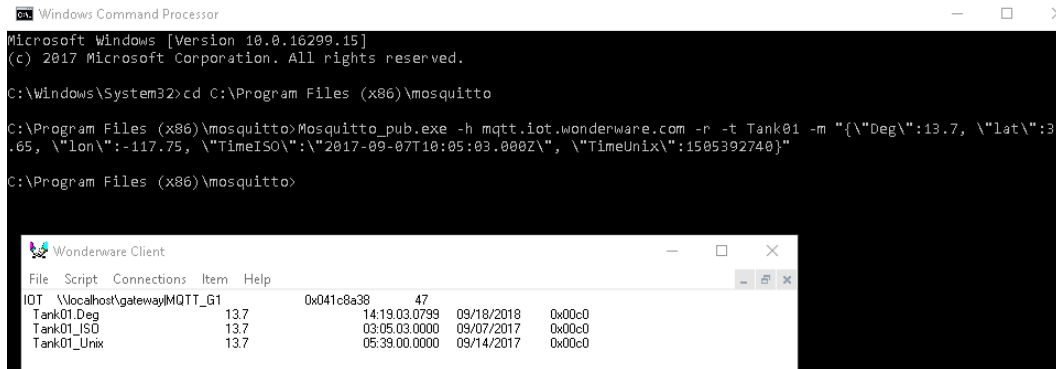 Windows Command Processor
Microsoft Windows [Version 10.0.16299.15]
(c) 2017 Microsoft Corporation. All rights reserved.
C:\Windows\System32>cd C:\Program Files (x86)\mosquitto
C:\Program Files (x86)\mosquitto>Mosquitto_pub.exe -h mqtt.iot.wonderware.com -r -t Tank01 -m "{\"Deg\":13.7, \"lat\":3
.65, \"lon\":-117.75, \"TimeISO\":\"2017-09-07T10:05:03.000Z\", \"TimeUnix\":1505392740}"
C:\Program Files (x86)\mosquitto>
Wonderware Client
File Script Connections Item Help
IOT \\localhost\gateway|MQTT_G1 0x041c8a38 47
Tank01.Deg 13.7 14:19.03.0799 09/18/2018 0x00c0
Tank01_ISO 13.7 03:05.03.0000 09/07/2017 0x00c0
Tank01_Unix 13.7 05:39.00.0000 09/14/2017 0x00c0